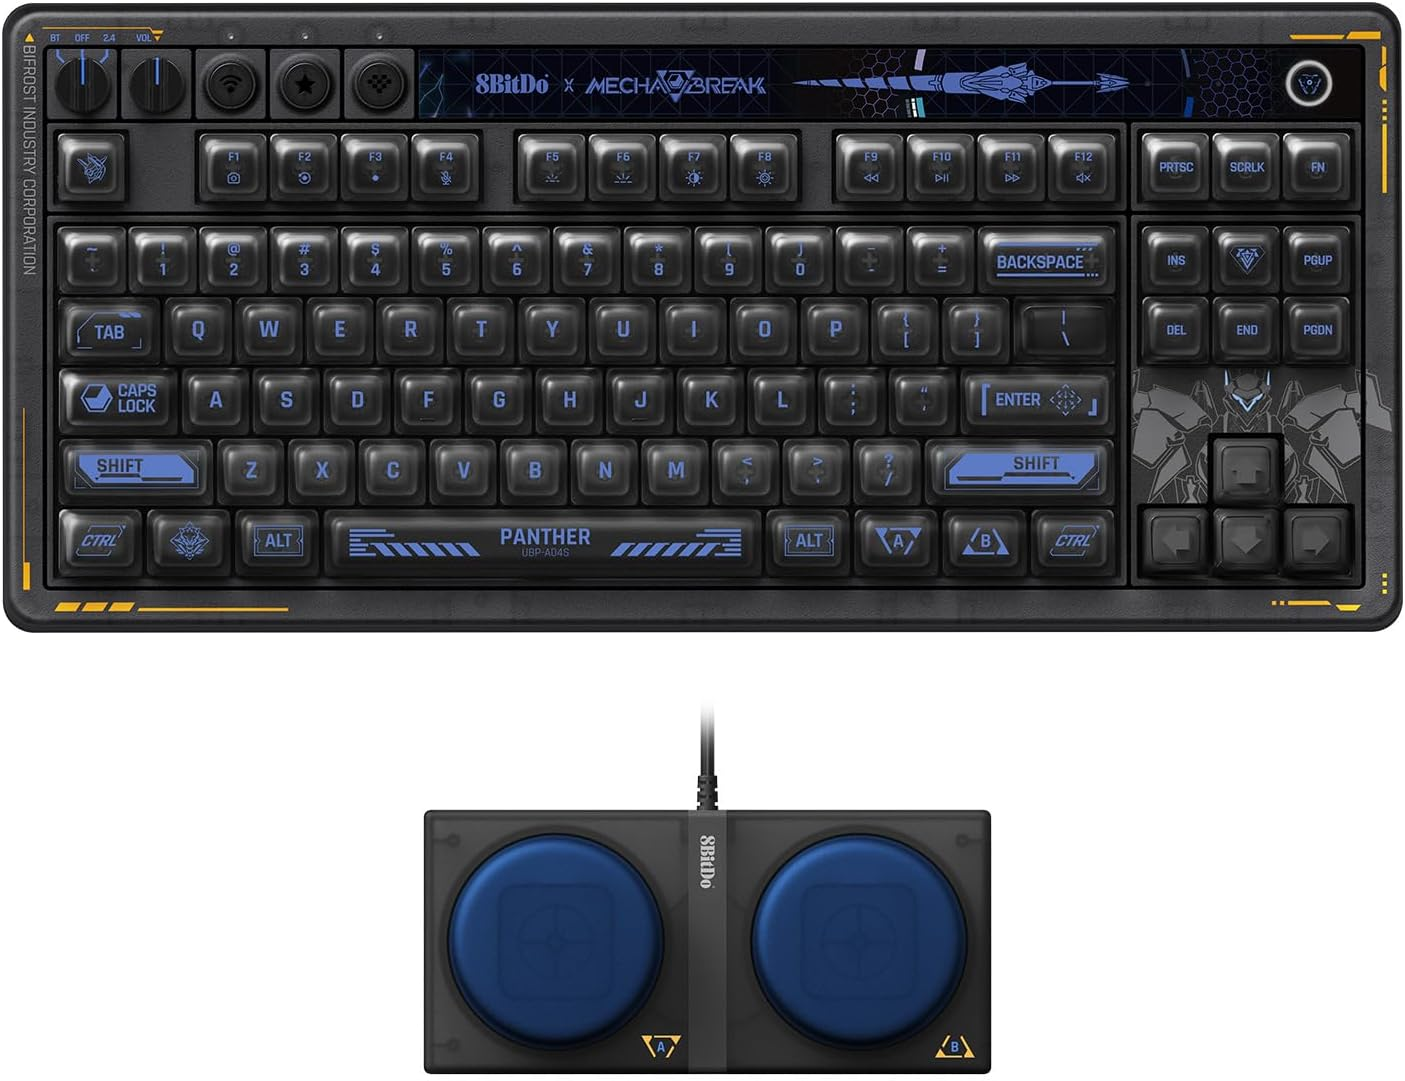 BT OFF 2.4 VOL
BIFROST INDUSTRY CORPORATION
8BitDo x MECHA BREAK
F1 F2 F3 F4 F5 F6 F7 F8 F9 F10 F11 F12 PRTSC SCRLK FN
~ ! @ # $ % ^ & * ( ) - +
` 1 2 3 4 5 6 7 8 9 0 - = BACKSPACE INS PGUP
TAB Q W E R T Y U I O P { } |
[ ] \ DEL END PGDN
CAPS
LOCK A S D F G H J K L : “
; ' ENTER
SHIFT Z X C V B N M < > ? SHIFT
, . /
CTRL ALT PANTHER ALT A B CTRL
UBP-A04S
8BitDo
A B